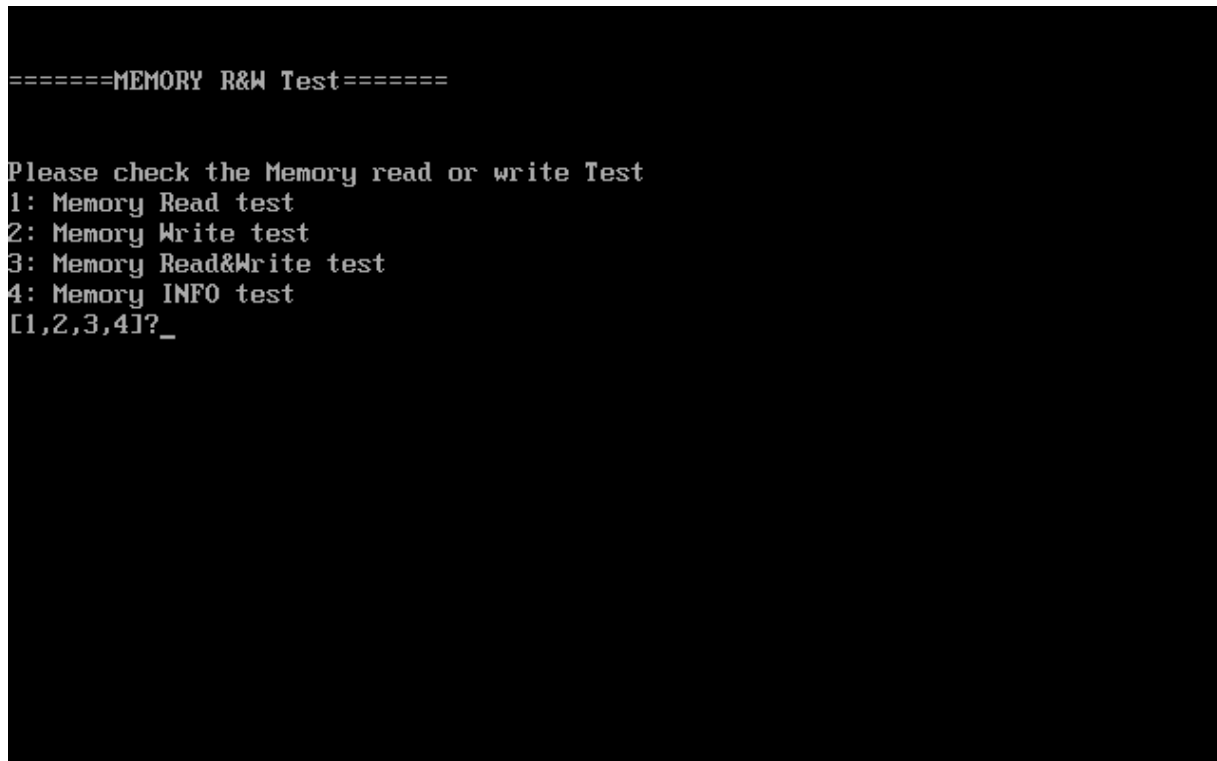 =======MEMORY R&W Test=======
Please check the Memory read or write Test
1: Memory Read test
2: Memory Write test
3: Memory Read&Write test
4: Memory INFO test
[1,2,3,4]?_